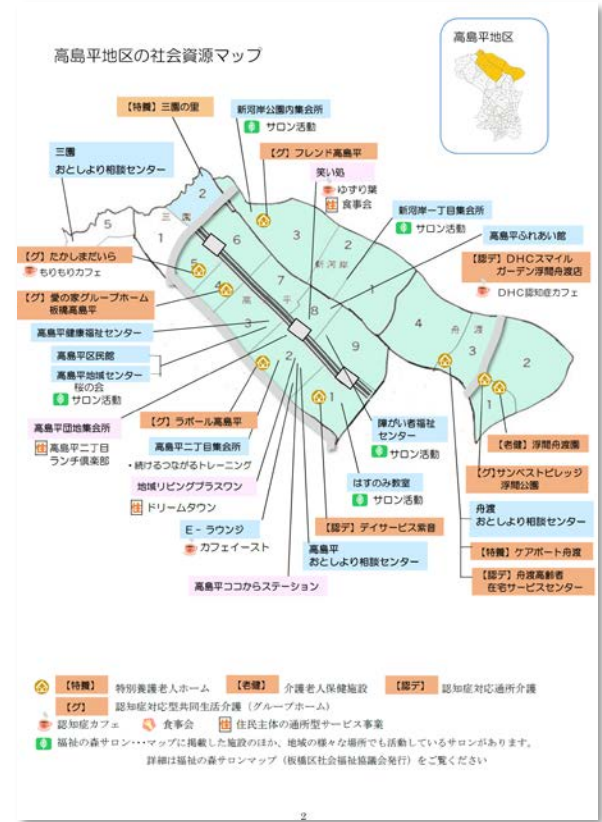 高島平地区の社会資源マップ
高島平地区
【特養】三園の里
新河岸公園内集会所
サロン活動
三園
おとしより相談センター
【グ】フレンド高島平
笑い処
ゆずり葉
住 食事会
新河岸一丁目集会所
サロン活動
高島平ふれあい館
【認デ】DHCスマイル
ガーデン浮間舟渡店
DHC認知症カフェ
【グ】たかしまだいら
もりもりカフェ
【グ】愛の家グループホーム
板橋高島平
高島平健康福祉センター
高島平区民館
高島平地域センター
桜の会
サロン活動
高島平団地集会所
住 高島平二丁目
ランチ倶楽部
【グ】ラポール高島平
高島平二丁目集会所
・続けるつながるトレーニング
地域リビングプラスワン
住 ドリームタウン
E-ラウンジ
カフェイースト
高島平ココからステーション
高島平
おとしより相談センター
【認デ】デイサービス紫音
はすのみ教室
サロン活動
障がい者福祉
センター
サロン活動
【老健】浮間舟渡園
【グ】サンベストビレッジ
浮間公園
舟渡
おとしより相談センター
【特養】ケアポート舟渡
【認デ】舟渡高齢者
在宅サービスセンター
三園
5
1
2
新河岸
3
2
1
高島平
6
7
8
9
5
4
3
2
1
舟渡
4
3
2
1
【特養】 特別養護老人ホーム 【老健】 介護老人保健施設 【認デ】 認知症対応通所介護
【グ】 認知症対応型共同生活介護（グループホーム）
認知症カフェ 食事会 住 住民主体の通所型サービス事業
福祉の森サロン･･･マップに掲載した施設のほか、地域の様々な場所でも活動しているサロンがあります。
詳細は福祉の森サロンマップ（板橋区社会福祉協議会発行）をご覧ください
2